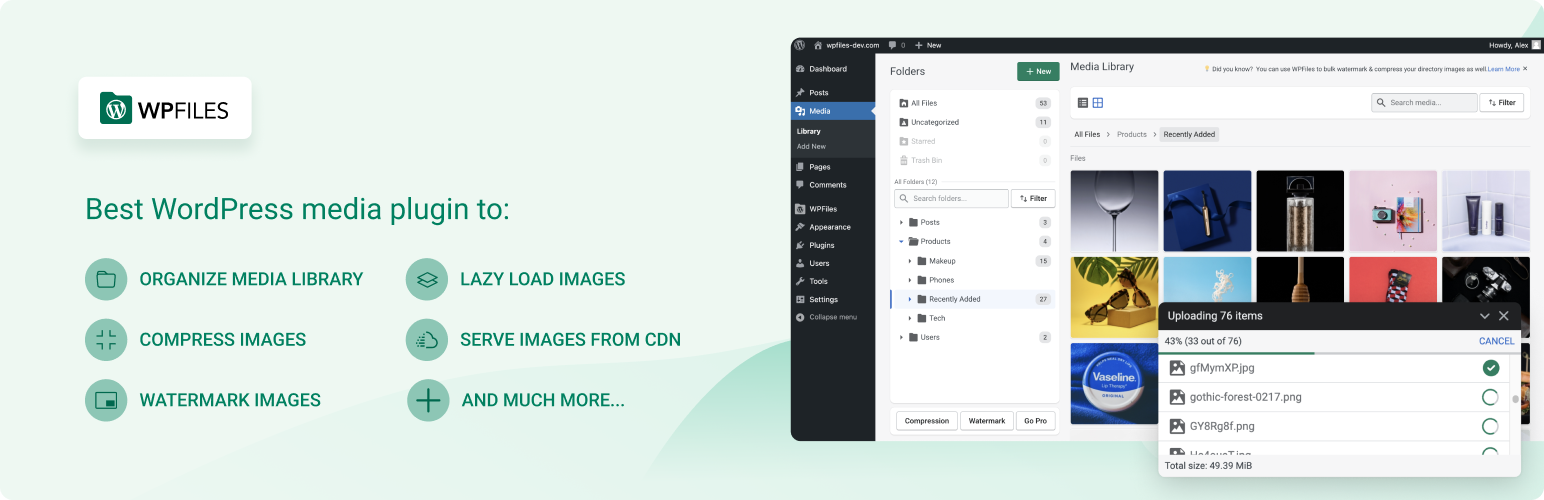 WPFILES
Best WordPress media plugin to:
ORGANIZE MEDIA LIBRARY
LAZY LOAD IMAGES
COMPRESS IMAGES
SERVE IMAGES FROM CDN
WATERMARK IMAGES
AND MUCH MORE...
wpfiles-dev.com
0
New
Howdy, Alex
Dashboard
Posts
Media
Library
Add New
Pages
Comments
WPFiles
Appearance
Plugins
Users
Tools
Settings
Collapse menu
Folders
+ New
All Files 53
Uncategorized 11
Starred 0
Trash Bin 0
All Folders (12)
Search folders...
Filter
Posts 3
Products 4
Makeup 15
Phones
Recently Added 27
Tech
Users 2
Compression
Watermark
Go Pro
Media Library
Did you know? You can use WPFiles to bulk watermark & compress your directory images as well. Learn More
Search media...
Filter
All Files > Products > Recently Added
Files
Vaseline.
Lip Therapy
ORIGINAL
Uploading 76 items
43% (33 out of 76)
CANCEL
gfMymXP.jpg
gothic-forest-0217.png
GY8Rg8f.png
Total size: 49.39 MiB